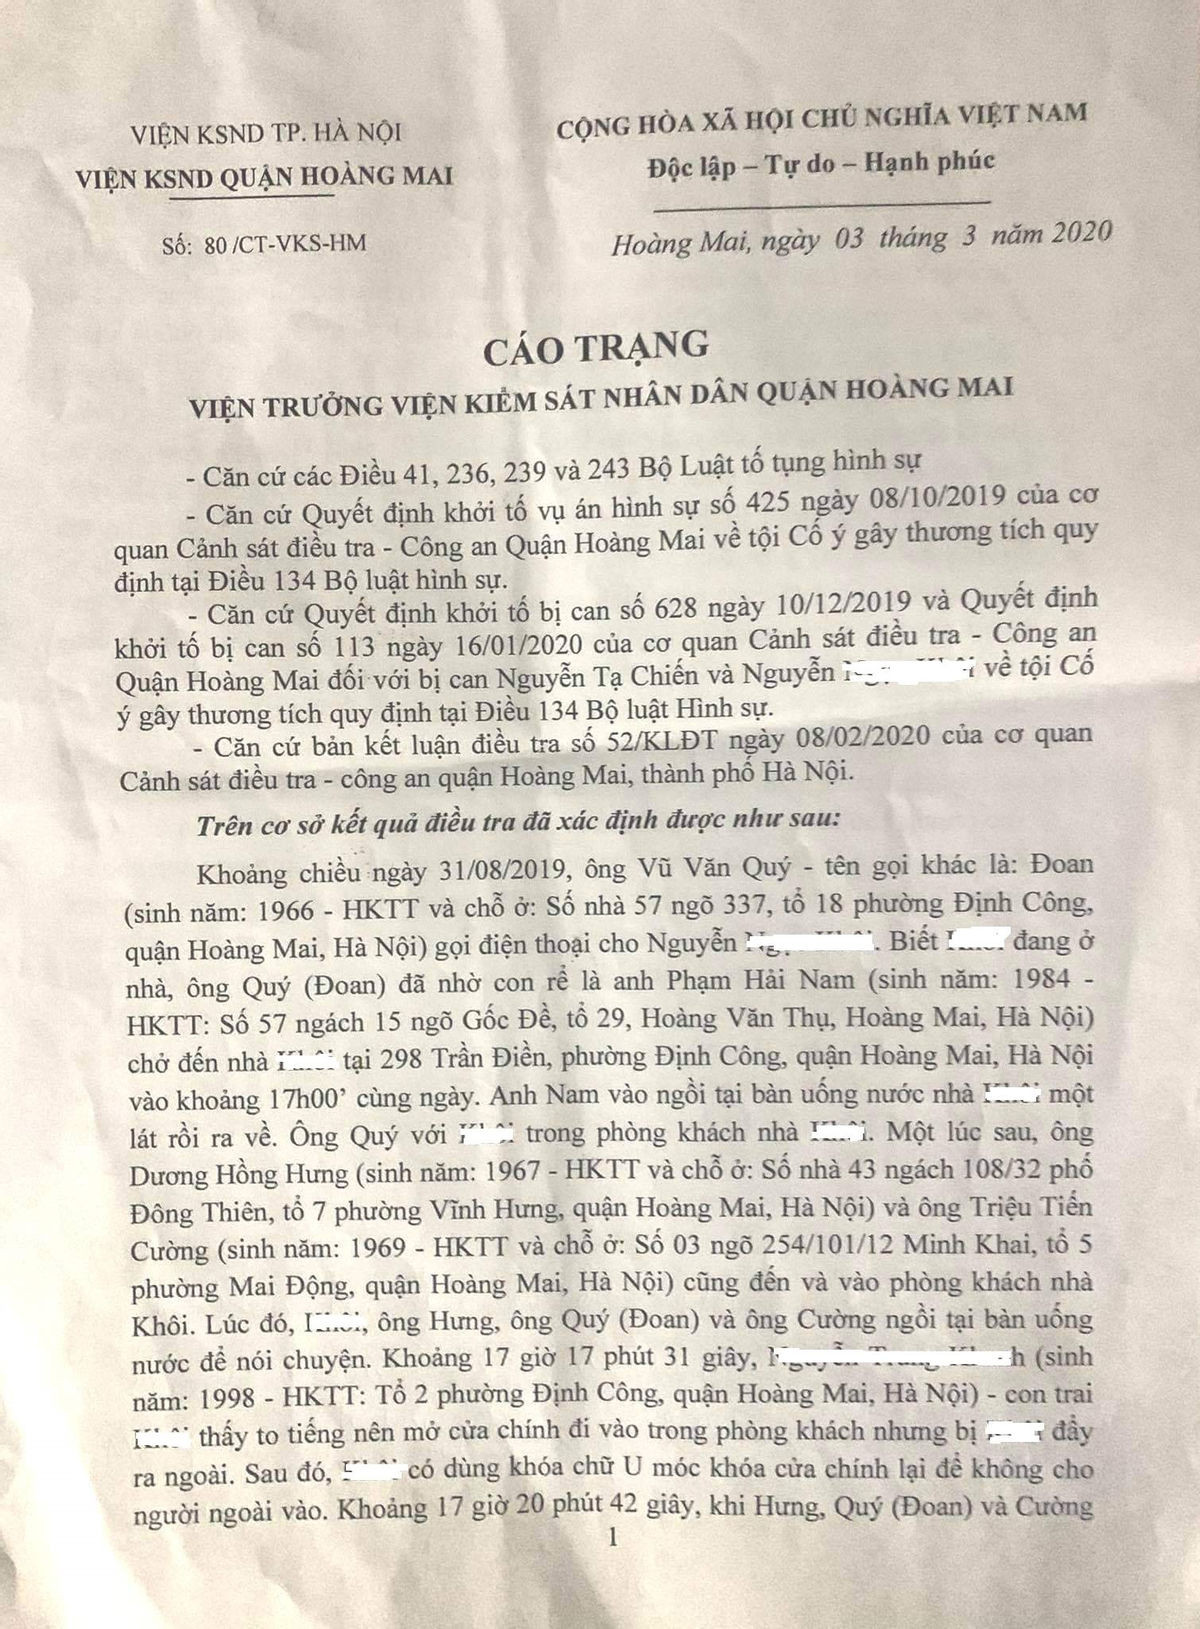 VIỆN KSND TP. HÀ NỘI
VIỆN KSND QUẬN HOÀNG MAI
Số: 80 /CT-VKS-HM
CỘNG HÒA XÃ HỘI CHỦ NGHĨA VIỆT NAM
Độc lập – Tự do – Hạnh phúc
Hoàng Mai, ngày 03 tháng 3 năm 2020
CÁO TRẠNG
VIỆN TRƯỞNG VIỆN KIỂM SÁT NHÂN DÂN QUẬN HOÀNG MAI
- Căn cứ các Điều 41, 236, 239 và 243 Bộ Luật tố tụng hình sự
- Căn cứ Quyết định khởi tố vụ án hình sự số 425 ngày 08/10/2019 của cơ
quan Cảnh sát điều tra - Công an Quận Hoàng Mai về tội Cố ý gây thương tích quy
định tại Điều 134 Bộ luật hình sự.
- Căn cứ Quyết định khởi tố bị can số 628 ngày 10/12/2019 và Quyết định
khởi tố bị can số 113 ngày 16/01/2020 của cơ quan Cảnh sát điều tra - Công an
Quận Hoàng Mai đối với bị can Nguyễn Tạ Chiến và Nguyễn về tội Cố
ý gây thương tích quy định tại Điều 134 Bộ luật Hình sự.
- Căn cứ bản kết luận điều tra số 52/KLĐT ngày 08/02/2020 của cơ quan
Cảnh sát điều tra - công an quận Hoàng Mai, thành phố Hà Nội.
Trên cơ sở kết quả điều tra đã xác định được như sau:
Khoảng chiều ngày 31/08/2019, ông Vũ Văn Quý - tên gọi khác là: Đoan
(sinh năm: 1966 - HKTT và chỗ ở: Số nhà 57 ngõ 337, tổ 18 phường Định Công,
quận Hoàng Mai, Hà Nội) gọi điện thoại cho Nguyễn . Biết đang ở
nhà, ông Quý (Đoan) đã nhờ con rể là anh Phạm Hải Nam (sinh năm: 1984 -
HKTT: Số 57 ngách 15 ngõ Gốc Đề, tổ 29, Hoàng Văn Thụ, Hoàng Mai, Hà Nội)
chở đến nhà tại 298 Trần Điền, phường Định Công, quận Hoàng Mai, Hà Nội
vào khoảng 17h00’ cùng ngày. Anh Nam vào ngồi tại bàn uống nước nhà một
lát rồi ra về. Ông Quý với trong phòng khách nhà . Một lúc sau, ông
Dương Hồng Hưng (sinh năm: 1967 - HKTT và chỗ ở: Số nhà 43 ngách 108/32 phố
Đông Thiên, tổ 7 phường Vĩnh Hưng, quận Hoàng Mai, Hà Nội) và ông Triệu Tiến
Cường (sinh năm: 1969 - HKTT và chỗ ở: Số 03 ngõ 254/101/12 Minh Khai, tổ 5
phường Mai Động, quận Hoàng Mai, Hà Nội) cũng đến và vào phòng khách nhà
Khôi. Lúc đó, , ông Hưng, ông Quý (Đoan) và ông Cường ngồi tại bàn uống
nước để nói chuyện. Khoảng 17 giờ 17 phút 31 giây, (sinh
năm: 1998 - HKTT: Tổ 2 phường Định Công, quận Hoàng Mai, Hà Nội) - con trai
thấy to tiếng nên mở cửa chính đi vào trong phòng khách nhưng bị đẩy
ra ngoài. Sau đó, có dùng khóa chữ U móc khóa cửa chính lại để không cho
người ngoài vào. Khoảng 17 giờ 20 phút 42 giây, khi Hưng, Quý (Đoan) và Cường
1